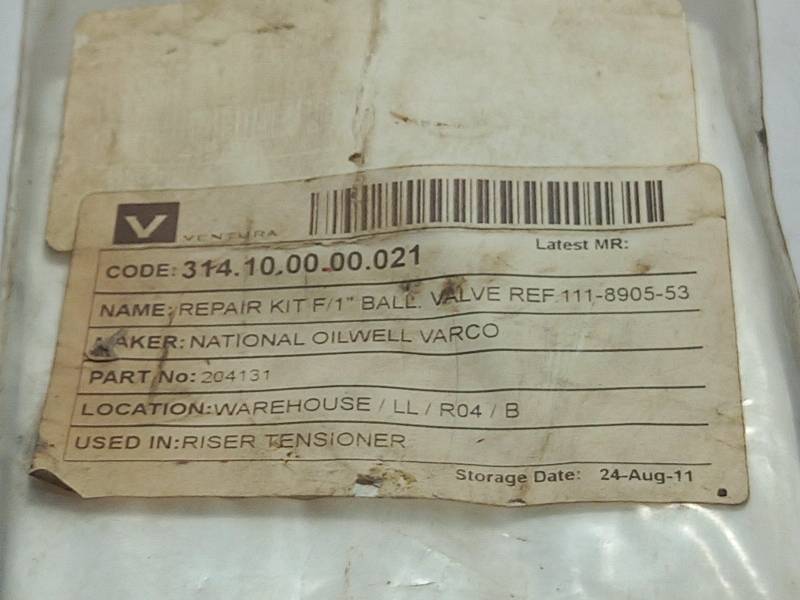 V
VENTURA
Latest MR:
CODE: 314.10.00.00.021
NAME: REPAIR KIT F/1" BALL. VALVE REF.111-8905-53
MAKER: NATIONAL OILWELL VARCO
PART No: 204131
LOCATION: WAREHOUSE / LL / R04 / B
USED IN: RISER TENSIONER
Storage Date: 24-Aug-11